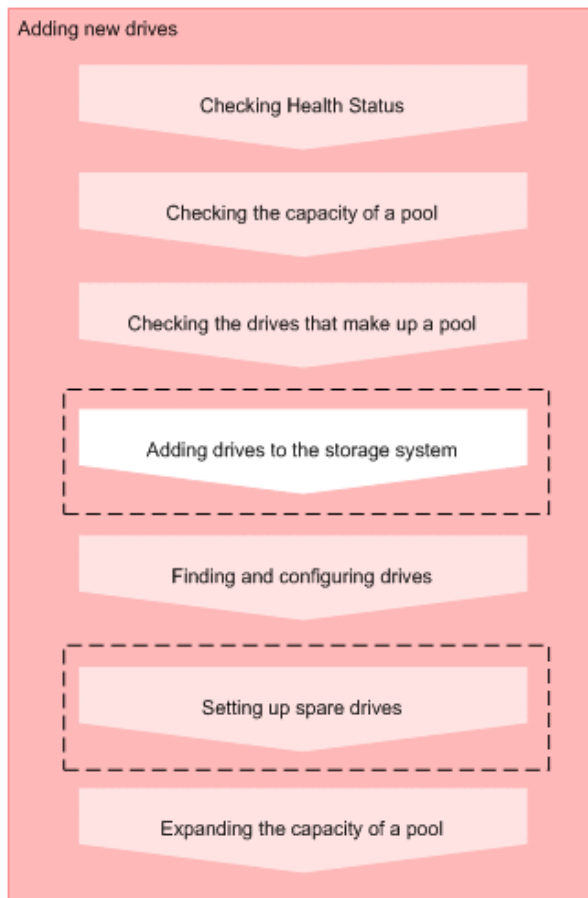 Adding new drives
Checking Health Status
Checking the capacity of a pool
Checking the drives that make up a pool
Adding drives to the storage system
Finding and configuring drives
Setting up spare drives
Expanding the capacity of a pool